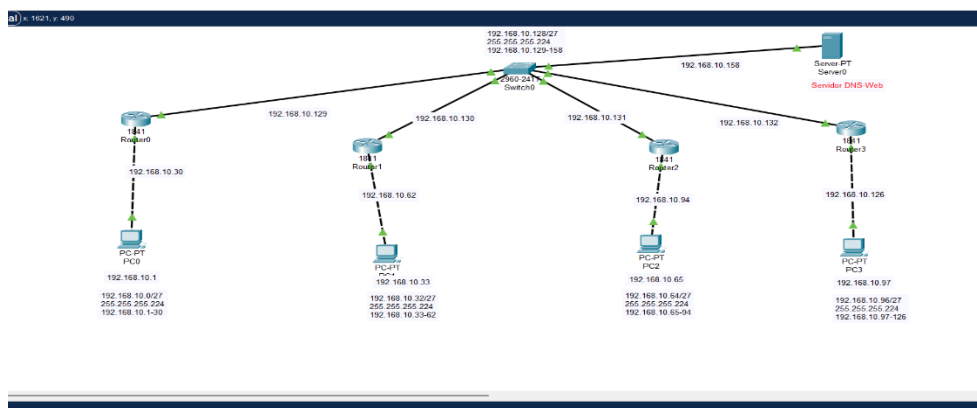 al x: 1621, y: 490
192.168.10.128/27
255.255.255.224
192.168.10.129-158
192.168.10.158
Server-PT
Server0
Servidor DNS-Web
Switch0
192.168.10.129
192.168.10.130
192.168.10.131
192.168.10.132
1841
Router0
1841
Router1
1841
Router2
1841
Router3
192.168.10.30
192.168.10.62
192.168.10.94
192.168.10.126
PC-PT
PC0
192.168.10.1
192.168.10.0/27
255.255.255.224
192.168.10.1-30
PC-PT
192.168.10.33
192.168.10.32/27
255.255.255.224
192.168.10.33-62
PC-PT
PC2
192.168.10.65
192.168.10.64/27
255.255.255.224
192.168.10.65-94
PC-PT
PC3
192.168.10.97
192.168.10.96/27
255.255.255.224
192.168.10.97-126